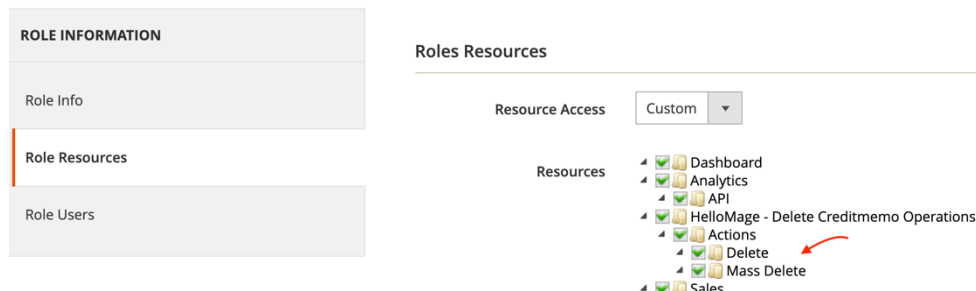 ROLE INFORMATION
Role Info
Role Resources
Role Users
Roles Resources
Resource Access
Custom
Resources
Dashboard
Analytics
API
HelloMage - Delete Creditmemo Operations
Actions
Delete
Mass Delete
Sales